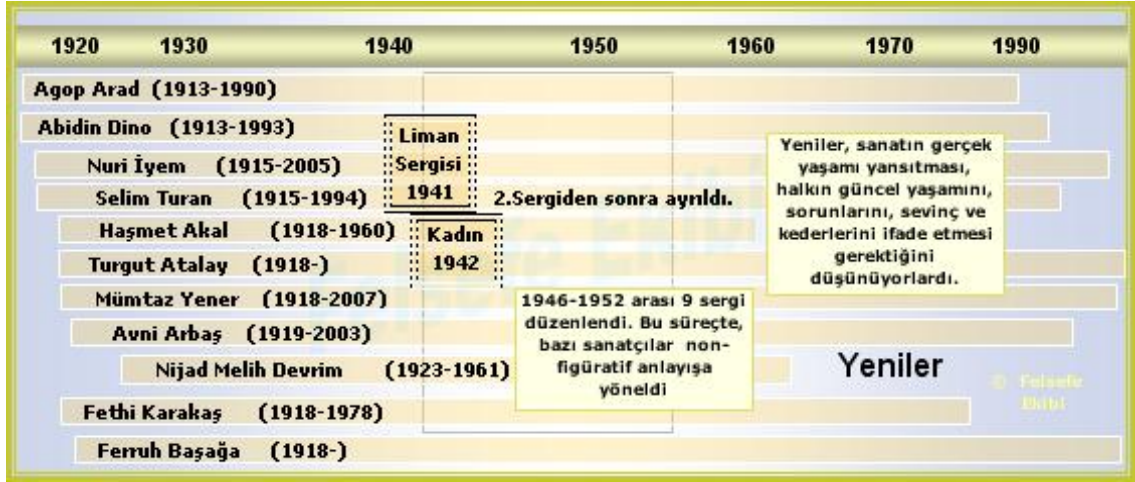 1920 1930 1940 1950 1960 1970 1990
Agop Arad (1913-1990)
Abidin Dino (1913-1993)
Nuri İyem (1915-2005)
Selim Turan (1915-1994)
2.Sergiden sonra ayrıldı.
Haşmet Akal (1918-1960)
Turgut Atalay (1918-)
Mümtaz Yener (1918-2007)
Avni Arbaş (1919-2003)
Nijad Melih Devrim (1923-1961)
Fethi Karakaş (1918-1978)
Ferruh Başağa (1918-)
Liman
Sergisi
1941
Kadın
1942
1946-1952 arası 9 sergi
düzenlendi. Bu süreçte,
bazı sanatçılar non-
figüratif anlayışa
yöneldi
Yeniler, sanatın gerçek
yaşamı yansıtması,
halkın güncel yaşamını,
sorunlarını, sevinç ve
kederlerini ifade etmesi
gerektiğini
düşünüyorlardı.
Yeniler
© Felsefe
Ekibi
Felsefe Ekibi